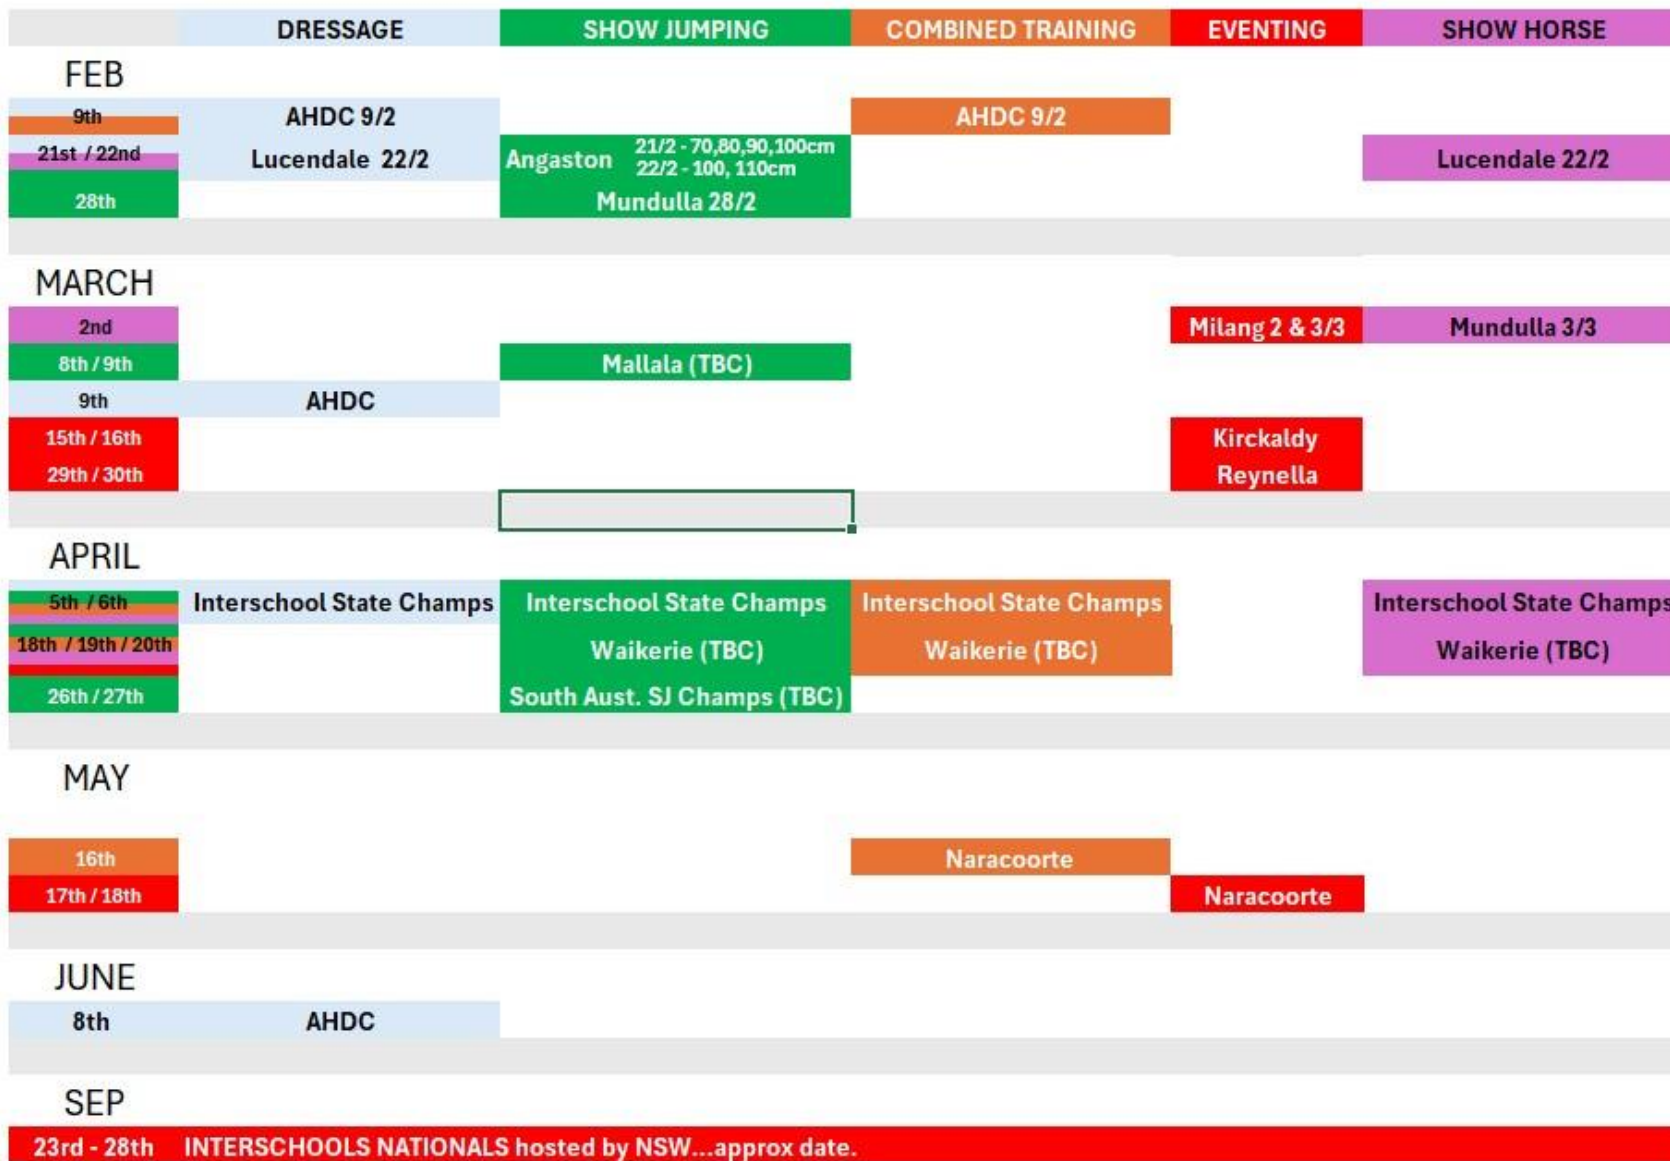 DRESSAGE SHOW JUMPING COMBINED TRAINING EVENTING SHOW HORSE
FEB
9th AHDC 9/2 AHDC 9/2
21st / 22nd Lucendale 22/2 Angaston 21/2 - 70,80,90,100cm Lucendale 22/2
22/2 - 100, 110cm
28th Mundulla 28/2
MARCH
2nd Milang 2 & 3/3 Mundulla 3/3
8th / 9th Mallala (TBC)
9th AHDC
15th / 16th Kirckaldy
29th / 30th Reynella
APRIL
5th / 6th Interschool State Champs Interschool State Champs Interschool State Champs Interschool State Champs
18th / 19th / 20th Waikerie (TBC) Waikerie (TBC) Waikerie (TBC)
26th / 27th South Aust. SJ Champs (TBC)
MAY
16th Naracoorte
17th / 18th Naracoorte
JUNE
8th AHDC
SEP
23rd - 28th INTERSCHOOLS NATIONALS hosted by NSW...approx date.